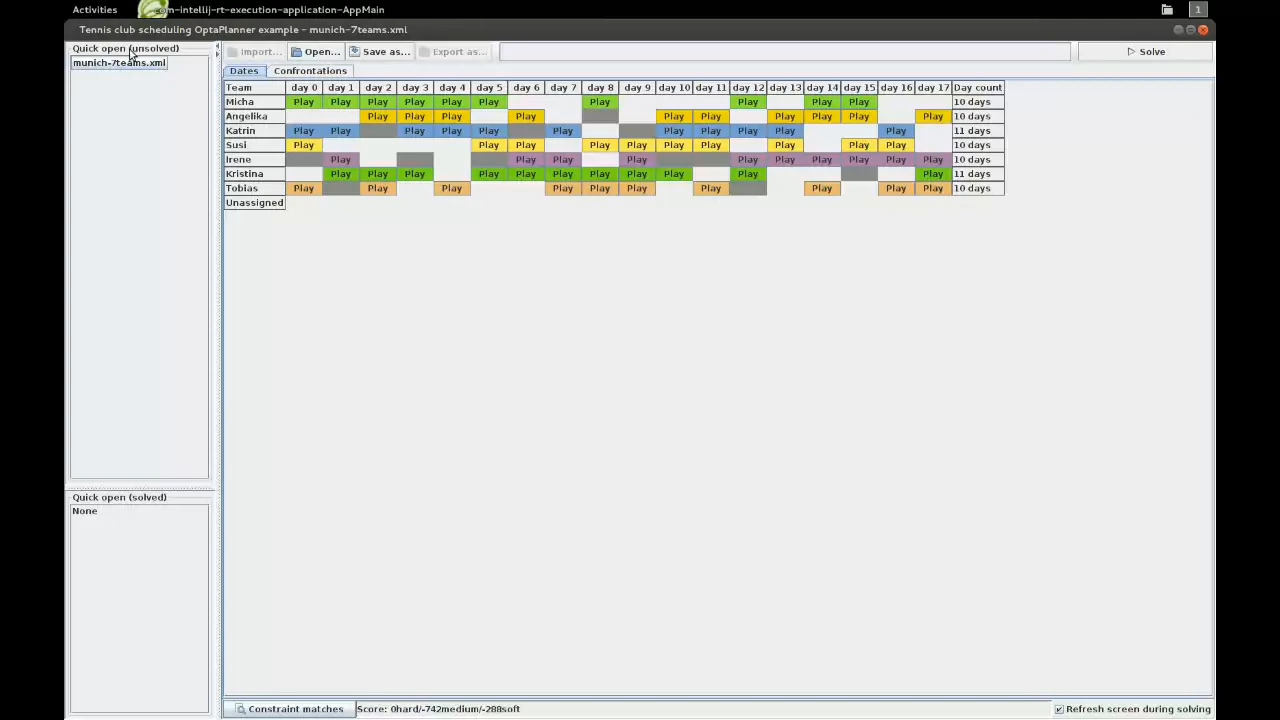 Activities com-intellij-rt-execution-application-AppMain 1
Tennis club scheduling OptaPlanner example - munich-7teams.xml
Quick open (unsolved)
munich-7teams.xml
Import... Open... Save as... Export as... Solve
Dates Confrontations
Team day 0 day 1 day 2 day 3 day 4 day 5 day 6 day 7 day 8 day 9 day 10 day 11 day 12 day 13 day 14 day 15 day 16 day 17 Day count
Micha Play Play Play Play Play Play Play Play Play Play 10 days
Angelika Play Play Play Play Play Play Play Play Play Play 10 days
Katrin Play Play Play Play Play Play Play Play Play Play Play 11 days
Susi Play Play Play Play Play Play Play Play Play Play 10 days
Irene Play Play Play Play Play Play Play Play Play Play 10 days
Kristina Play Play Play Play Play Play Play Play Play Play Play 11 days
Tobias Play Play Play Play Play Play Play Play Play Play 10 days
Unassigned
Quick open (solved)
None
Constraint matches Score: 0hard/-742medium/-288soft Refresh screen during solving